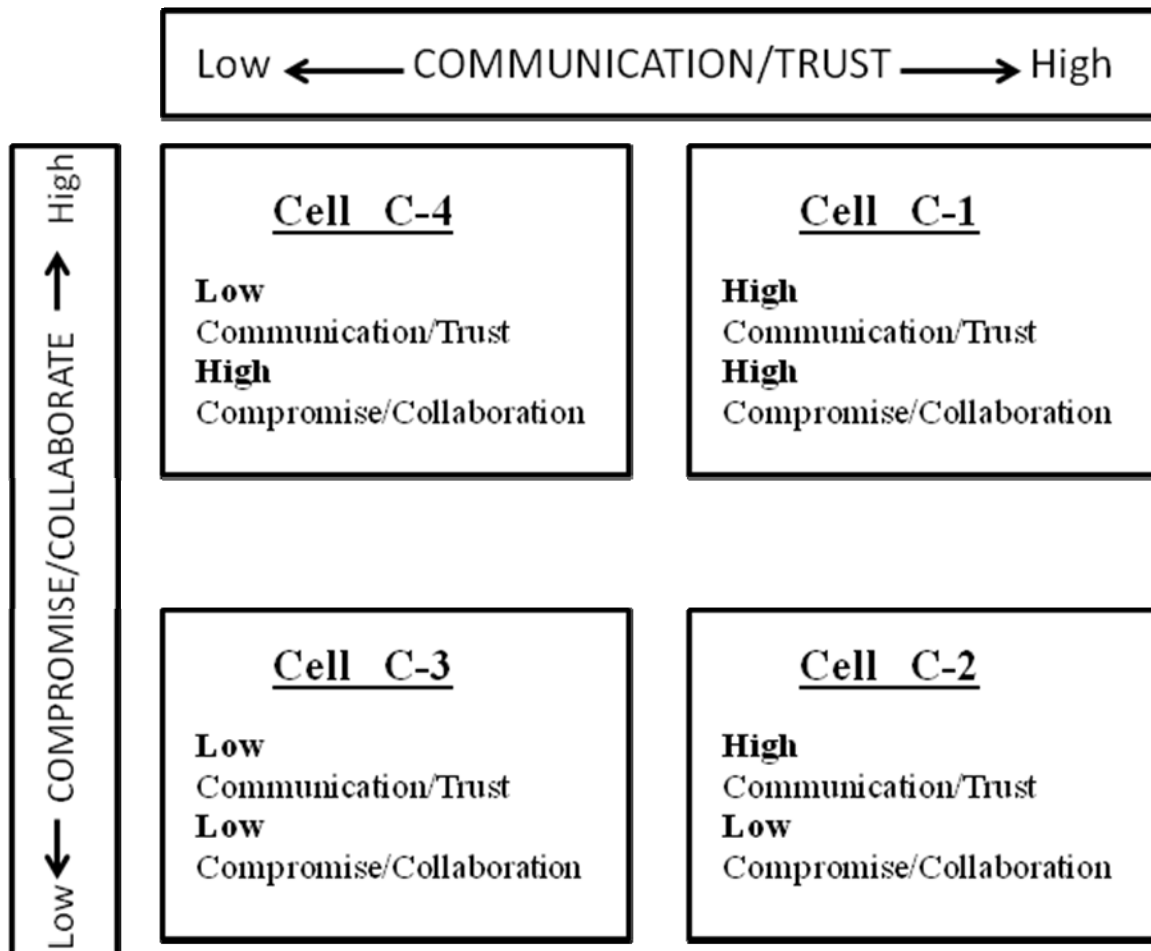 Low COMMUNICATION/TRUST High
Low COMPROMISE/COLLABORATE High
Cell C-4
Low
Communication/Trust
High
Compromise/Collaboration
Cell C-1
High
Communication/Trust
High
Compromise/Collaboration
Cell C-3
Low
Communication/Trust
Low
Compromise/Collaboration
Cell C-2
High
Communication/Trust
Low
Compromise/Collaboration